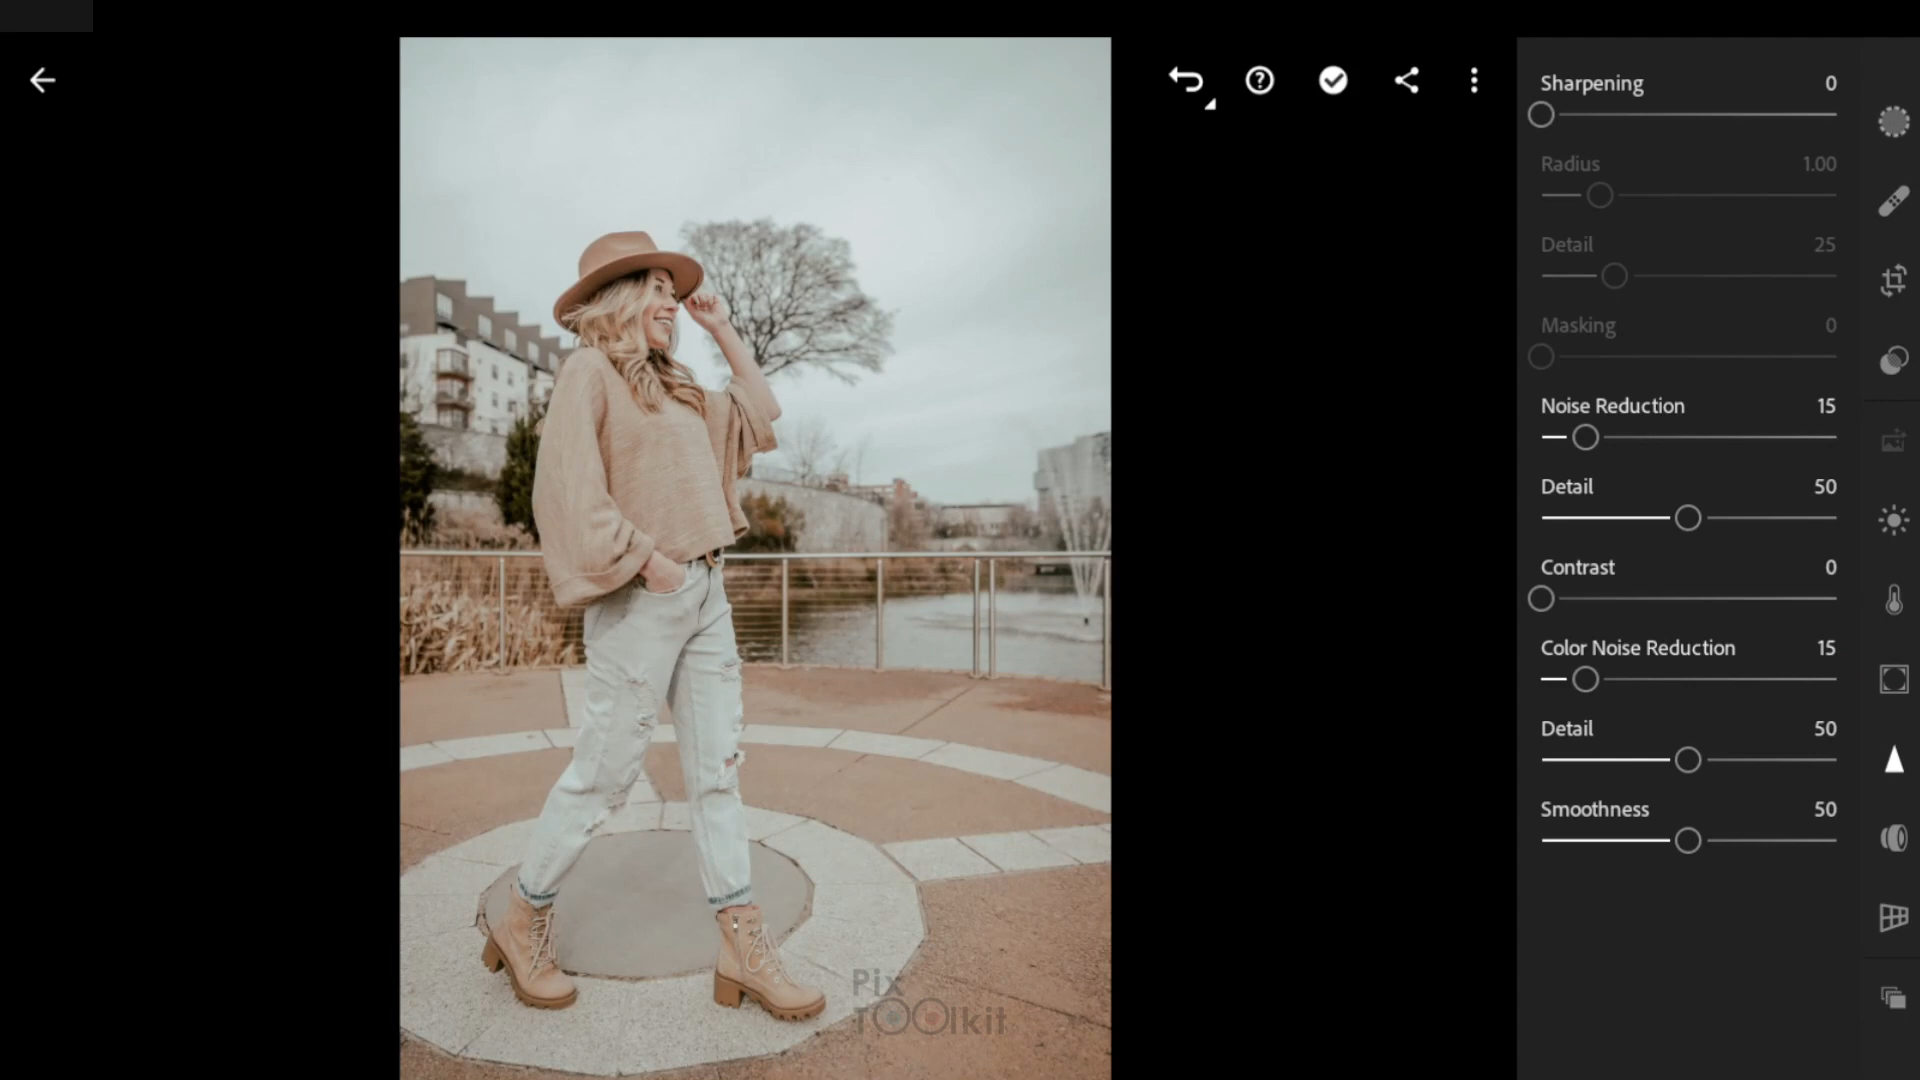 Sharpening 0
Radius 1.00
Detail 25
Masking 0
Noise Reduction 15
Detail 50
Contrast 0
Color Noise Reduction 15
Detail 50
Smoothness 50
Pix
TOOlkit